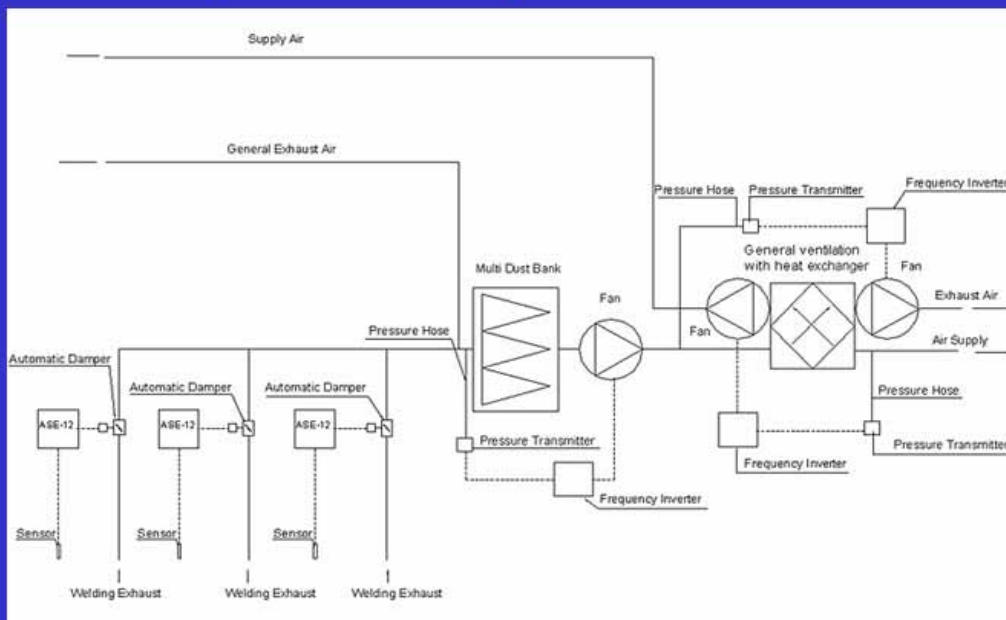 Supply Air
General Exhaust Air
Pressure Hose
Pressure Transmitter
Frequency Inverter
General ventilation
with heat exchanger
Fan
Multi Dust Bank
Fan
Fan
Exhaust Air
Air Supply
Pressure Hose
Automatic Damper
Automatic Damper
Automatic Damper
Pressure Hose
ASE-12
ASE-12
ASE-12
Pressure Transmitter
Pressure Transmitter
Frequency Inverter
Frequency Inverter
Sensor
Sensor
Sensor
Welding Exhaust
Welding Exhaust
Welding Exhaust